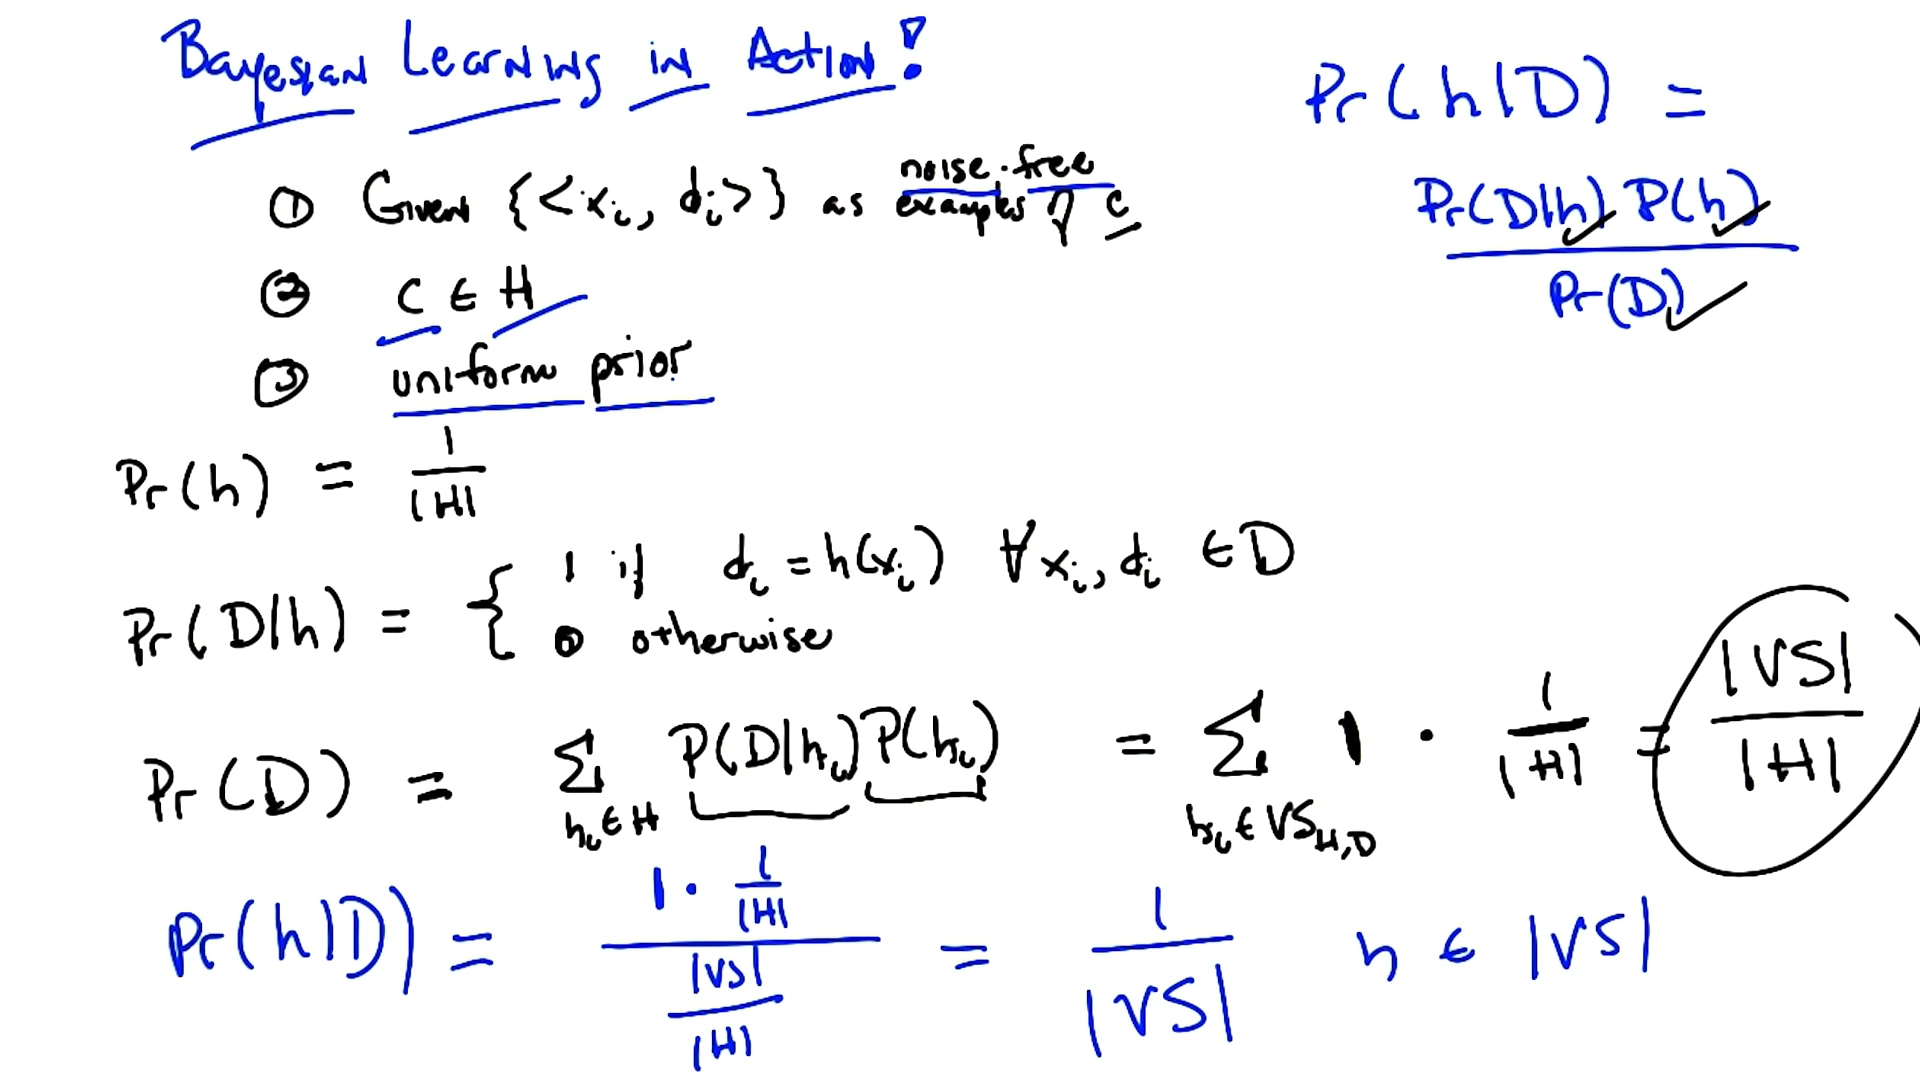 Bayesian Learning in Action!
Pr(h|D) =
Pr(D|h) P(h)
Pr(D)
① Given {<xᵢ, dᵢ>} as noise-free examples of c
② c ∈ H
③ uniform prior
Pr(h) = 1/|H|
Pr(D|h) = { 1 if dᵢ = h(xᵢ) ∀ xᵢ, dᵢ ∈ D
0 otherwise
Pr(D) = Σ hᵢ∈H P(D|hᵢ) P(hᵢ) = Σ hᵢ∈VS_H,D 1 · 1/|H| = |VS|/|H|
Pr(h|D) = (1 · 1/|H|)/(|VS|/|H|) = 1/|VS| h ∈ |VS|